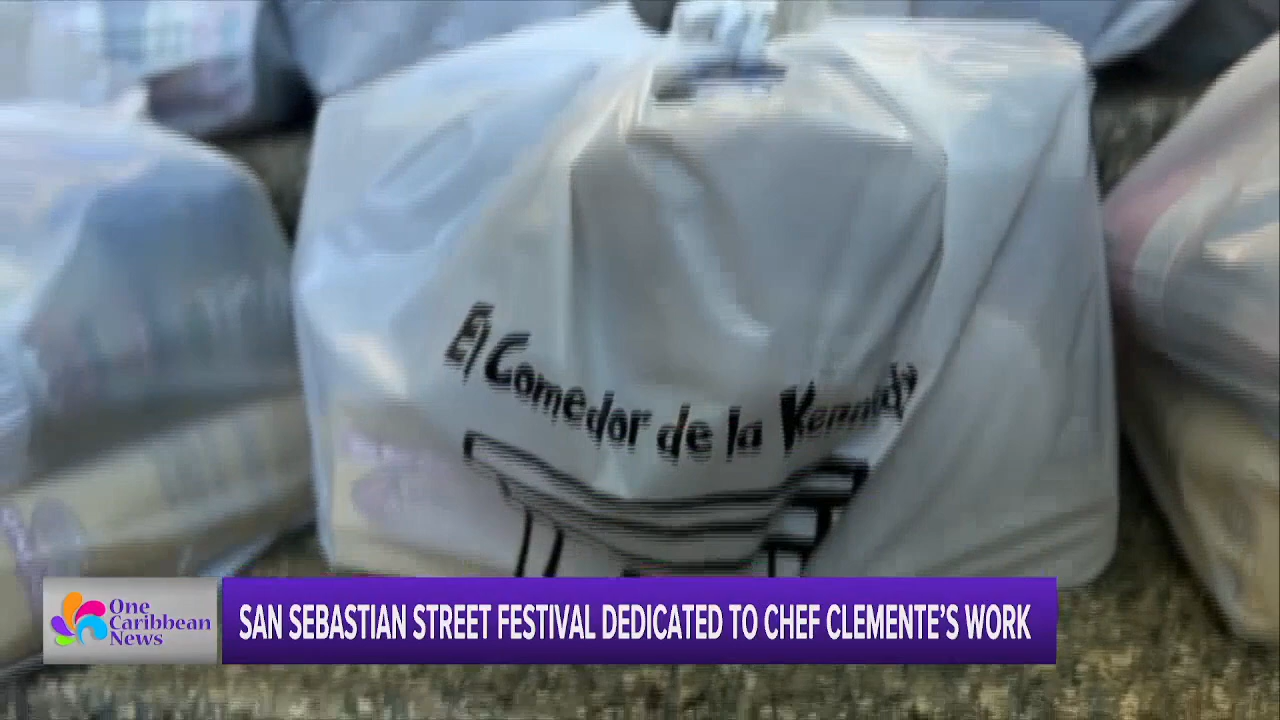 El Comedor de la Kennedy
One
Caribbean
News
SAN SEBASTIAN STREET FESTIVAL DEDICATED TO CHEF CLEMENTE'S WORK